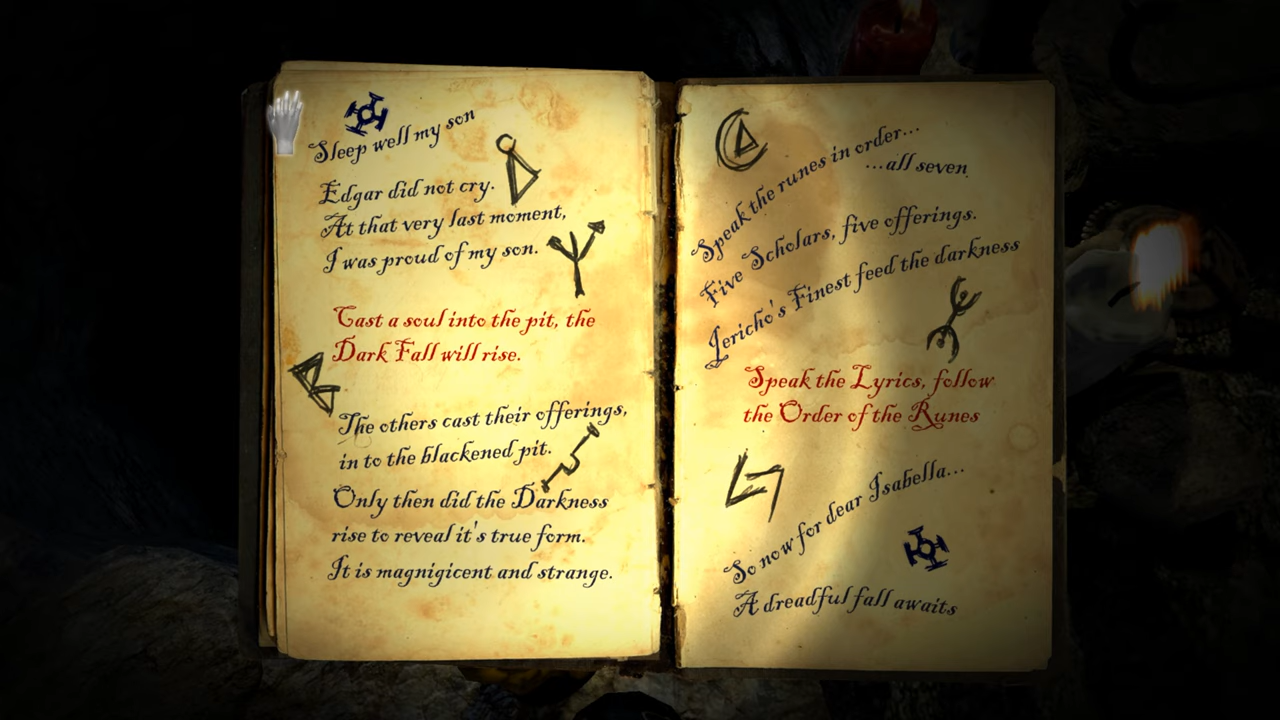 Sleep well my son
Edgar did not cry.
At that very last moment,
I was proud of my son.
Cast a soul into the pit, the
Dark Fall will rise.
The others cast their offerings,
in to the blackened pit.
Only then did the Darkness
rise to reveal it's true form.
It is magnigicent and strange.
Speak the runes in order...
...all seven
Five Scholars, five offerings.
Jericho's Finest feed the darkness
Speak the Lyrics, follow
the Order of the Runes
So now for dear Isabella...
A dreadful fall awaits